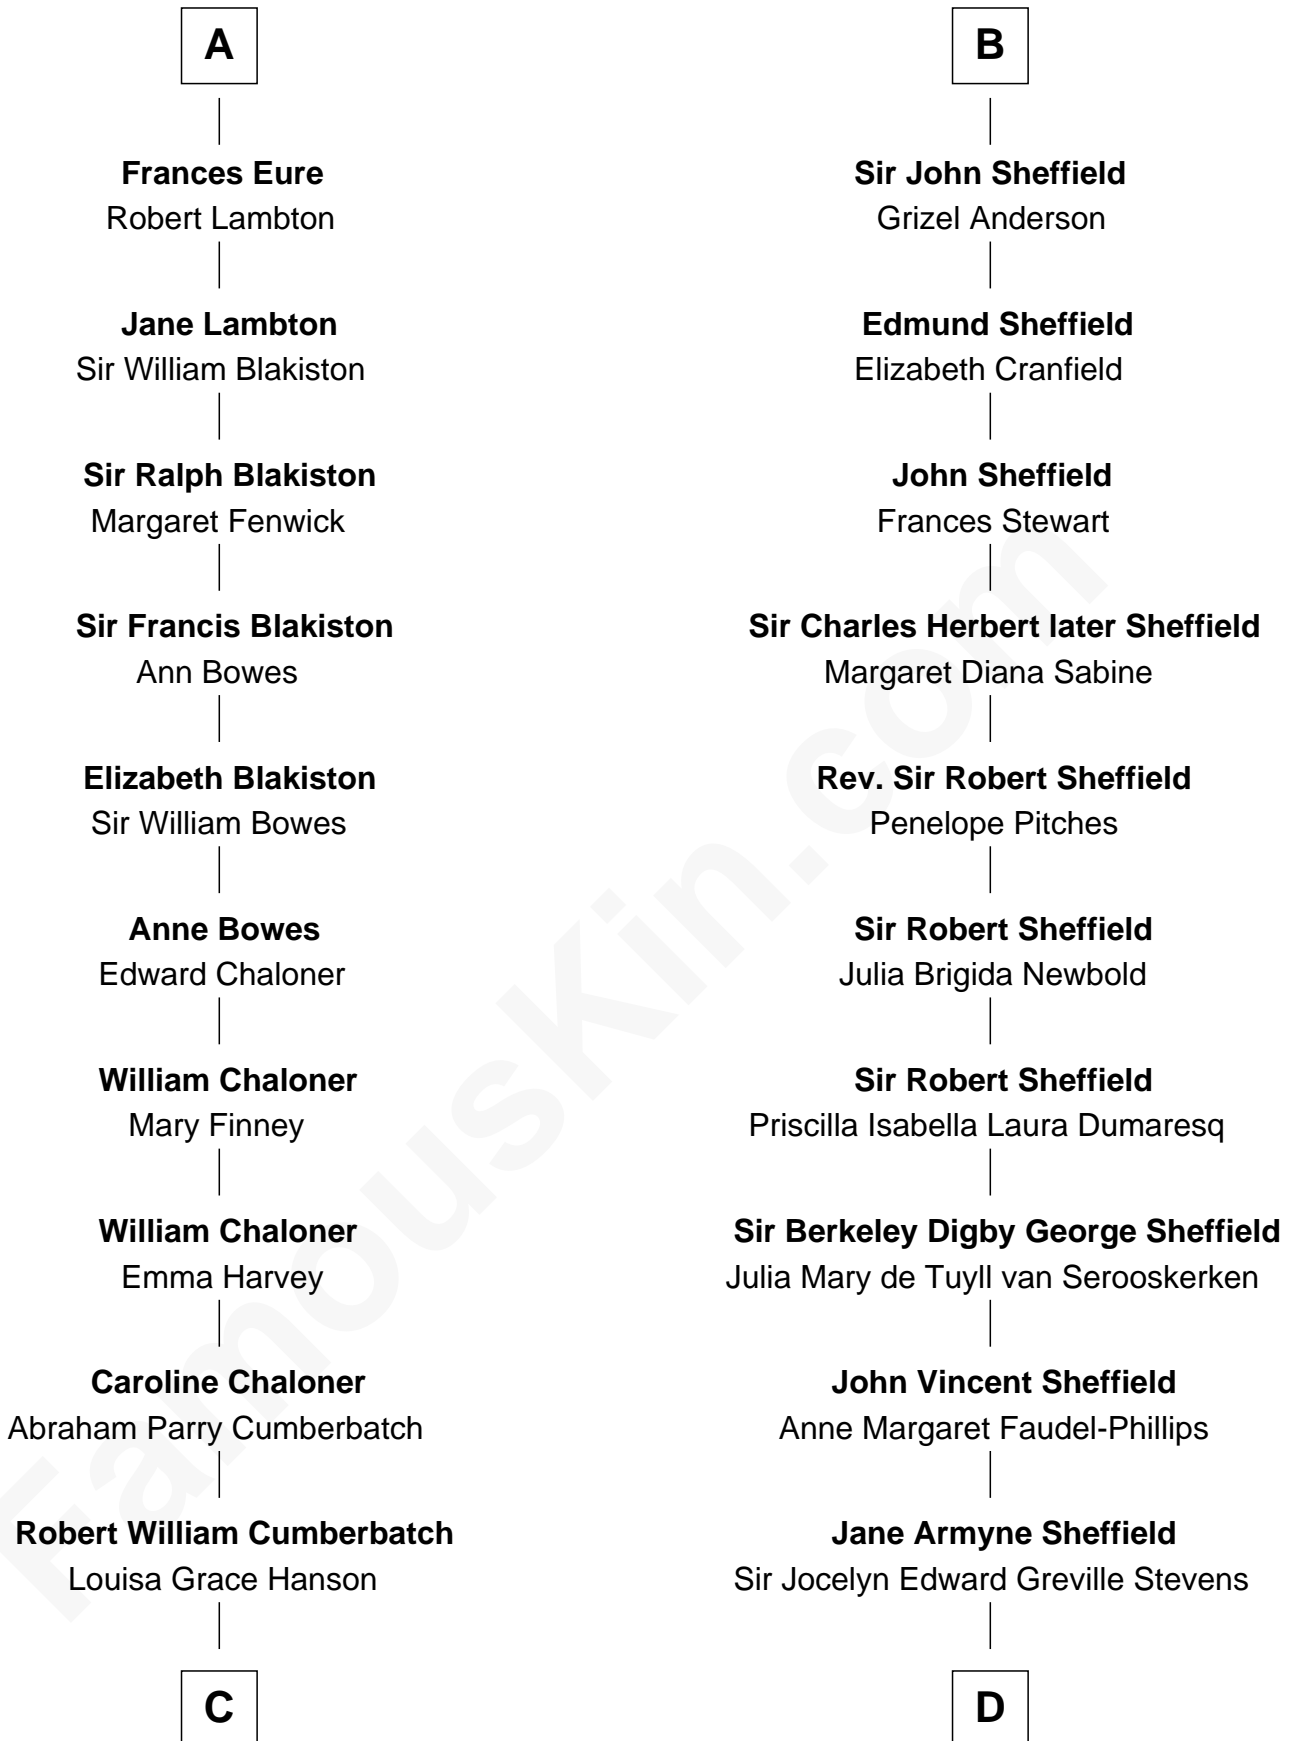 A
Frances Eure
Robert Lambton
Jane Lambton
Sir William Blakiston
Sir Ralph Blakiston
Margaret Fenwick
Sir Francis Blakiston
Ann Bowes
Elizabeth Blakiston
Sir William Bowes
Anne Bowes
Edward Chaloner
William Chaloner
Mary Finney
William Chaloner
Emma Harvey
Caroline Chaloner
Abraham Parry Cumberbatch
Robert William Cumberbatch
Louisa Grace Hanson
C
B
Sir John Sheffield
Grizel Anderson
Edmund Sheffield
Elizabeth Cranfield
John Sheffield
Frances Stewart
Sir Charles Herbert later Sheffield
Margaret Diana Sabine
Rev. Sir Robert Sheffield
Penelope Pitches
Sir Robert Sheffield
Julia Brigida Newbold
Sir Robert Sheffield
Priscilla Isabella Laura Dumaresq
Sir Berkeley Digby George Sheffield
Julia Mary de Tuyll van Serooskerken
John Vincent Sheffield
Anne Margaret Faudel-Phillips
Jane Armyne Sheffield
Sir Jocelyn Edward Greville Stevens
D
FamousKin.com